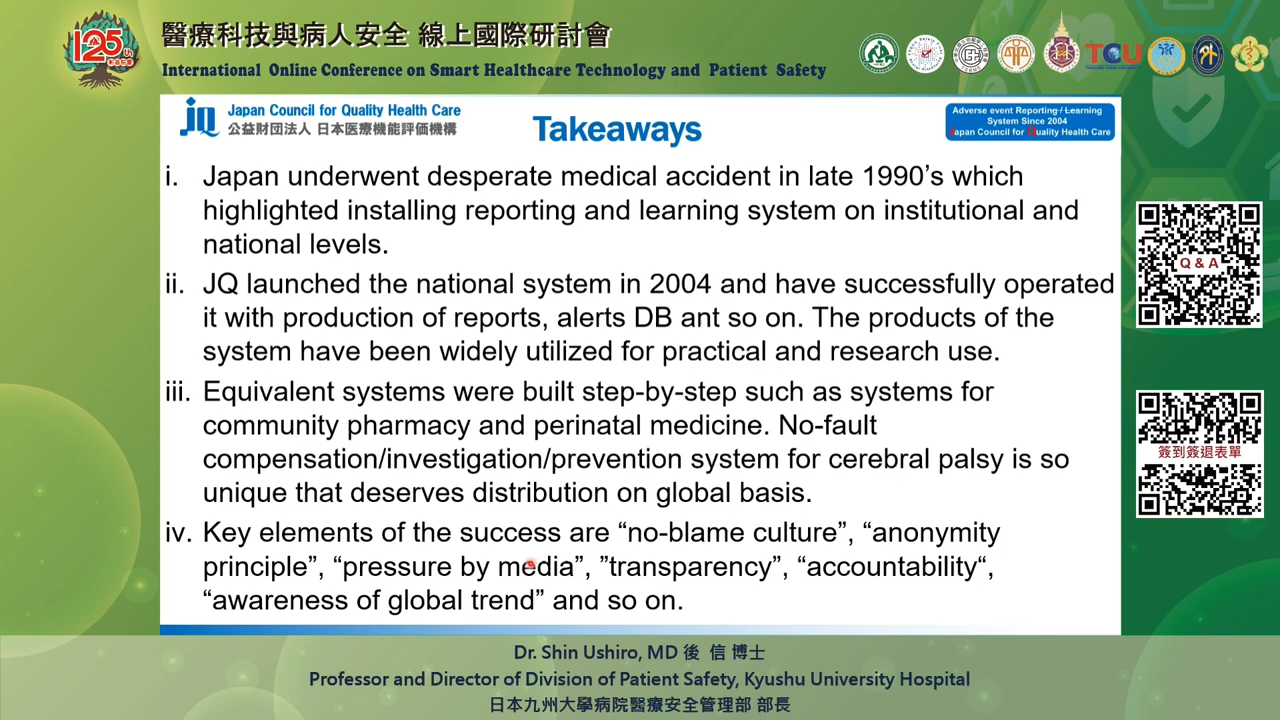 125th
醫療科技與病人安全 線上國際研討會
International Online Conference on Smart Healthcare Technology and Patient Safety
TCU
JQ
Japan Council for Quality Health Care
公益財団法人 日本医療機能評価機構
Takeaways
Adverse event Reporting / Learning
System Since 2004
Japan Council for Quality Health Care
i. Japan underwent desperate medical accident in late 1990’s which
highlighted installing reporting and learning system on institutional and
national levels.
ii. JQ launched the national system in 2004 and have successfully operated
it with production of reports, alerts DB ant so on. The products of the
system have been widely utilized for practical and research use.
iii. Equivalent systems were built step-by-step such as systems for
community pharmacy and perinatal medicine. No-fault
compensation/investigation/prevention system for cerebral palsy is so
unique that deserves distribution on global basis.
iv. Key elements of the success are “no-blame culture”, “anonymity
principle”, “pressure by media”, ”transparency”, “accountability“,
“awareness of global trend” and so on.
Q & A
簽到簽退表單
Dr. Shin Ushiro, MD 後 信 博士
Professor and Director of Division of Patient Safety, Kyushu University Hospital
日本九州大學病院醫療安全管理部 部長